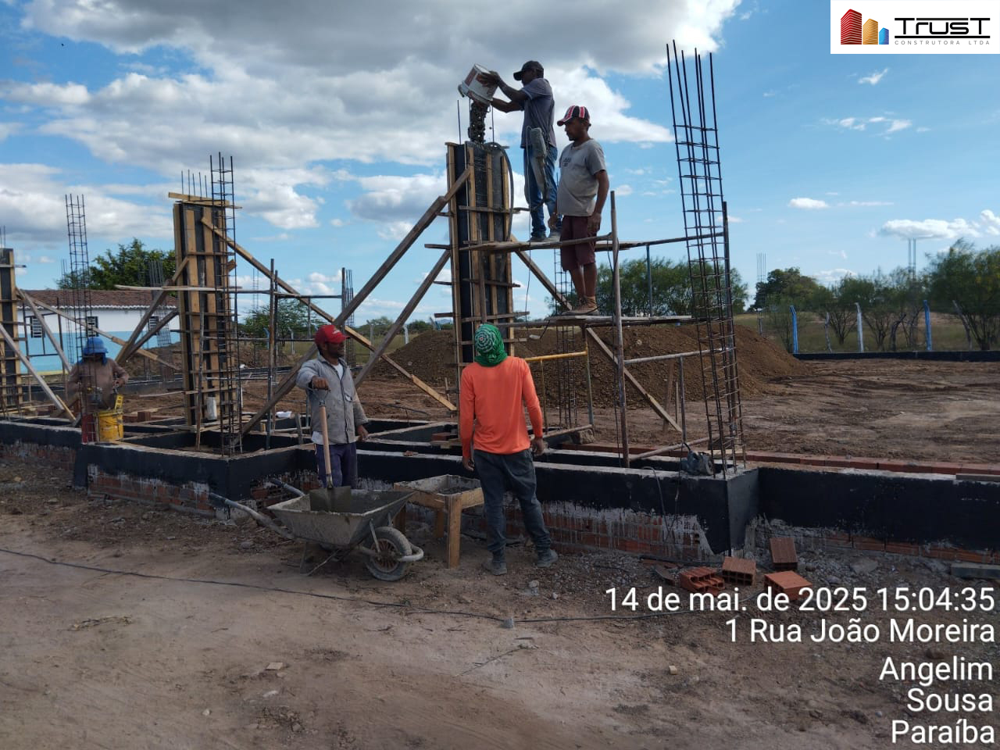 TRUST
CONSTRUTORA LTDA
14 de mai. de 2025 15:04:35
1 Rua João Moreira
Angelim
Sousa
Paraíba